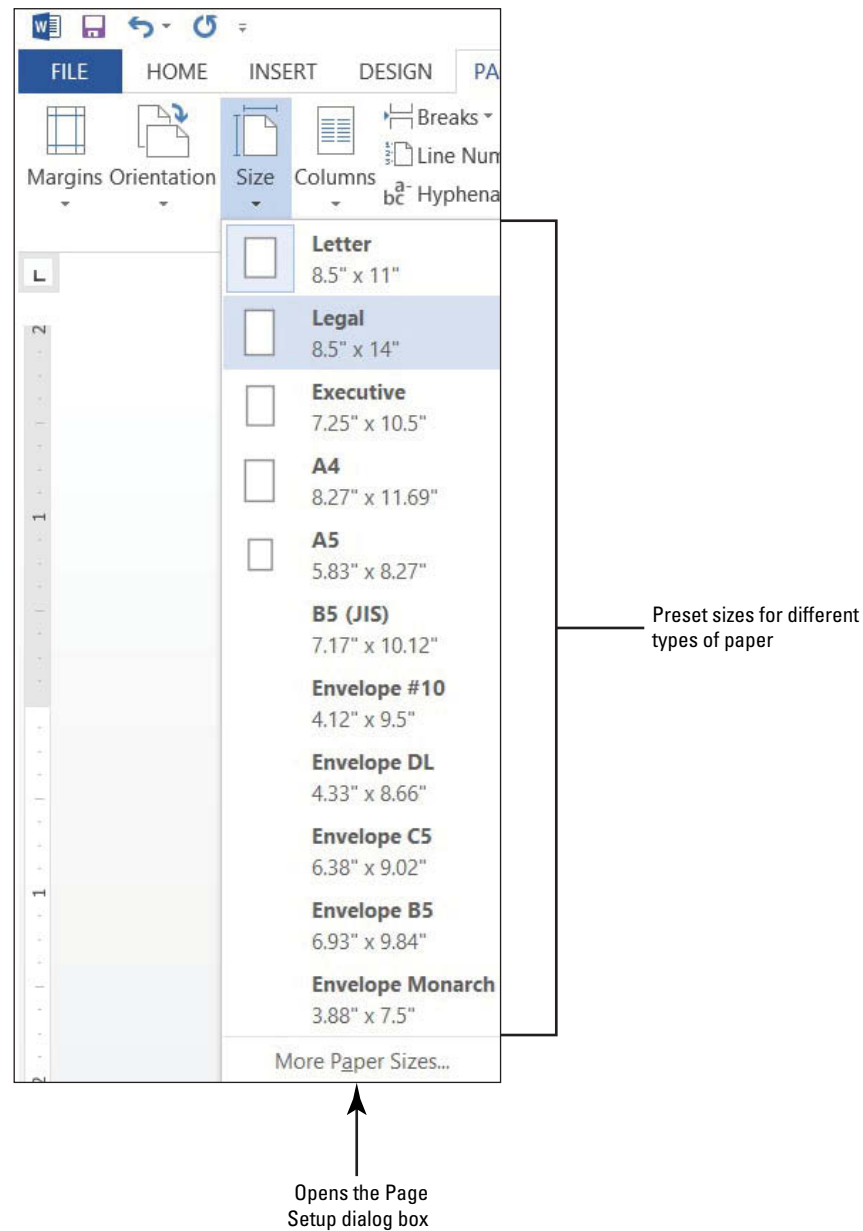 FILE HOME INSERT DESIGN PA
Margins Orientation Size Columns
Breaks
Line Num
Hyphena
Letter
8.5" x 11"
Legal
8.5" x 14"
Executive
7.25" x 10.5"
A4
8.27" x 11.69"
A5
5.83" x 8.27"
B5 (JIS)
7.17" x 10.12"
Envelope #10
4.12" x 9.5"
Envelope DL
4.33" x 8.66"
Envelope C5
6.38" x 9.02"
Envelope B5
6.93" x 9.84"
Envelope Monarch
3.88" x 7.5"
More Paper Sizes...
2
1
1
2
Preset sizes for different
types of paper
Opens the Page
Setup dialog box